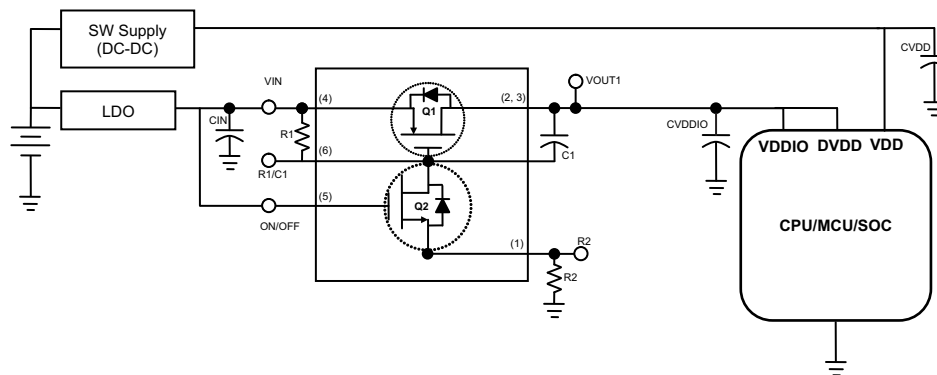 SW Supply
(DC-DC)
CVDD
VIN
VOUT1
LDO
(4)
(2, 3)
Q1
CIN
R1
C1
CVDDIO
VDDIO DVDD VDD
(6)
R1/C1
(5)
Q2
CPU/MCU/SOC
ON/OFF
(1)
R2
R2